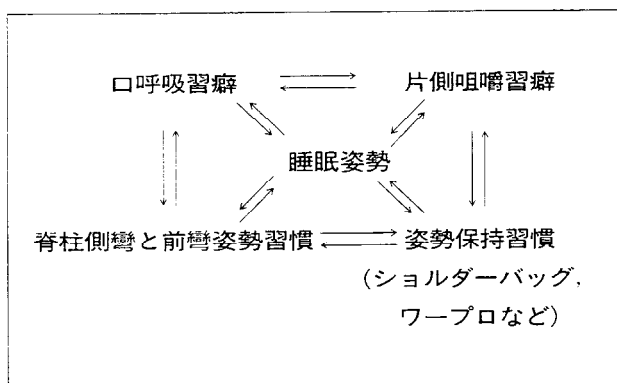 口呼吸習癖
片側咀嚼習癖
睡眠姿勢
脊柱側彎と前彎姿勢習慣
姿勢保持習慣
(ショルダーバッグ,
ワープロなど)